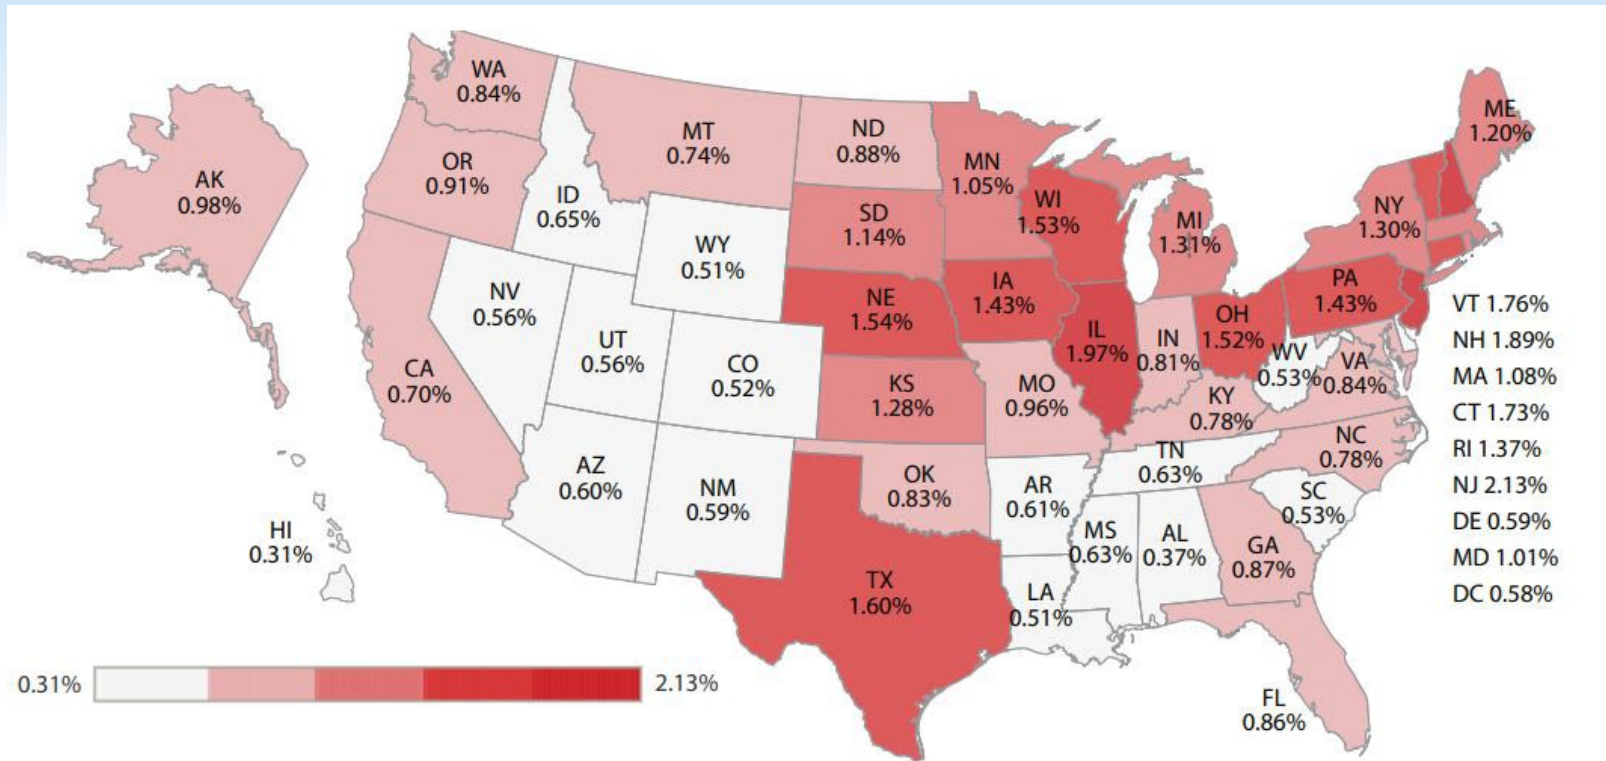 WA
0.84%
MT
0.74%
ND
0.88%
ME
1.20%
OR
0.91%
AK
0.98%
ID
0.65%
MN
1.05%
SD
1.14%
WI
1.53%
MI
1.31%
NY
1.30%
WY
0.51%
NV
0.56%
NE
1.54%
IA
1.43%
PA
1.43%
UT
0.56%
CO
0.52%
IL
1.97%
IN
0.81%
OH
1.52%
WV
0.53%
VA
0.84%
CA
0.70%
KS
1.28%
MO
0.96%
KY
0.78%
NC
0.78%
TN
0.63%
AZ
0.60%
NM
0.59%
OK
0.83%
AR
0.61%
SC
0.53%
MS
0.63%
AL
0.37%
GA
0.87%
HI
0.31%
TX
1.60%
LA
0.51%
FL
0.86%
VT 1.76%
NH 1.89%
MA 1.08%
CT 1.73%
RI 1.37%
NJ 2.13%
DE 0.59%
MD 1.01%
DC 0.58%
0.31%
2.13%